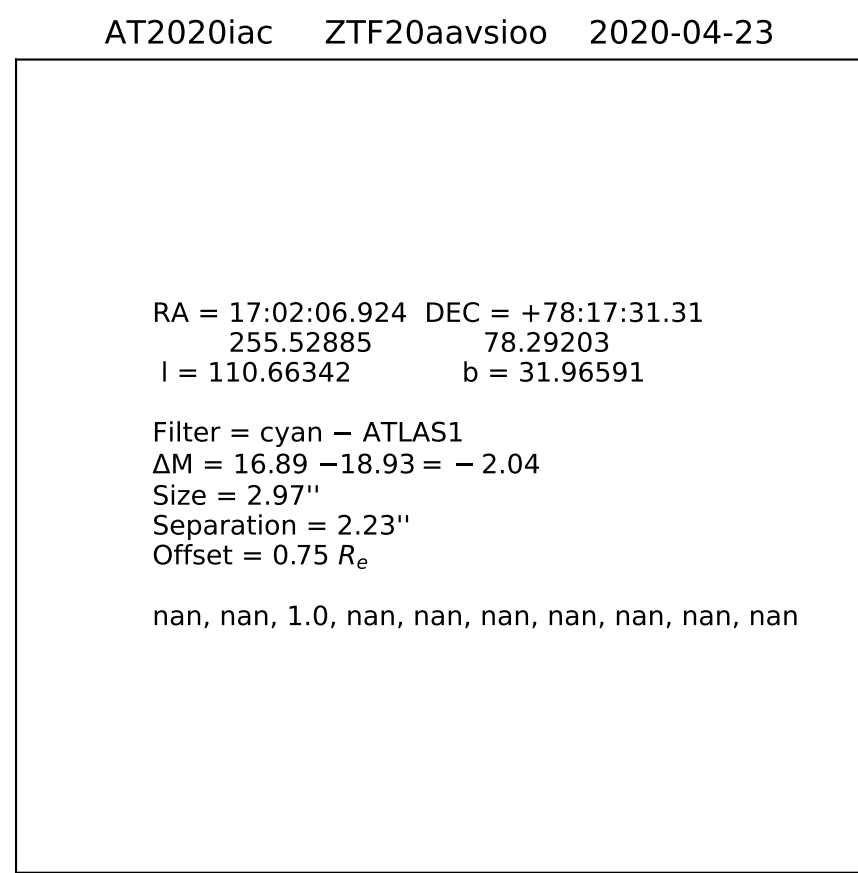 AT2020iac ZTF20aavsioo 2020-04-23
RA = 17:02:06.924 DEC = +78:17:31.31
255.52885 78.29203
l = 110.66342 b = 31.96591
Filter = cyan − ATLAS1
ΔM = 16.89 −18.93 = − 2.04
Size = 2.97''
Separation = 2.23''
Offset = 0.75 Rₑ
nan, nan, 1.0, nan, nan, nan, nan, nan, nan, nan